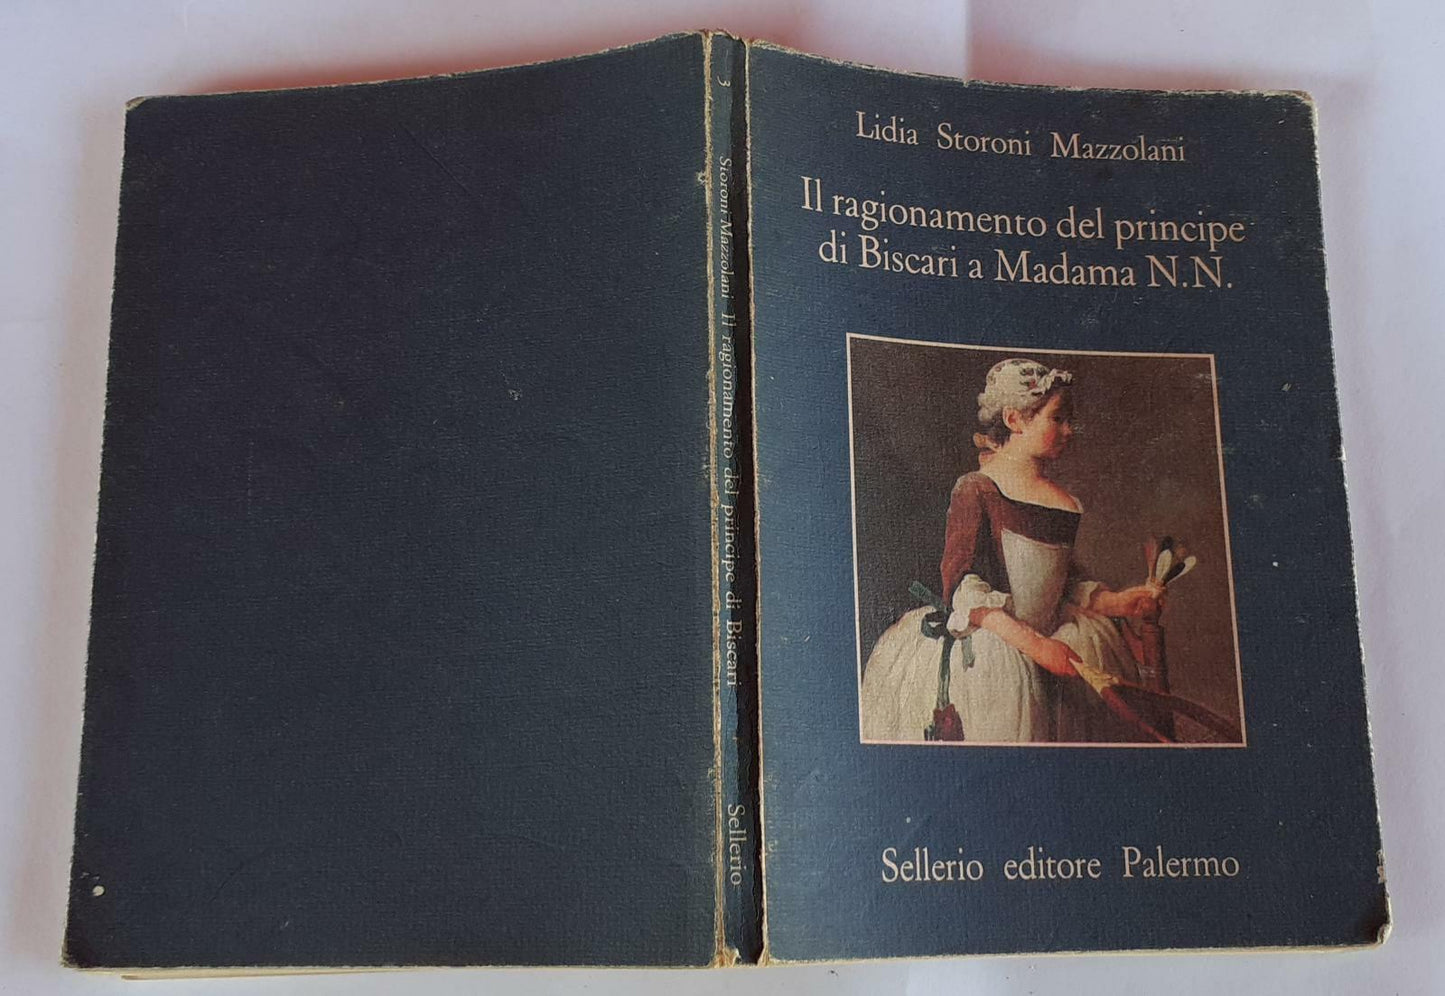 3
Storoni Mazzolani Il ragionamento del principe di Biscari
Sellerio
Lidia Storoni Mazzolani
Il ragionamento del principe
di Biscari a Madama N.N.
Sellerio editore Palermo